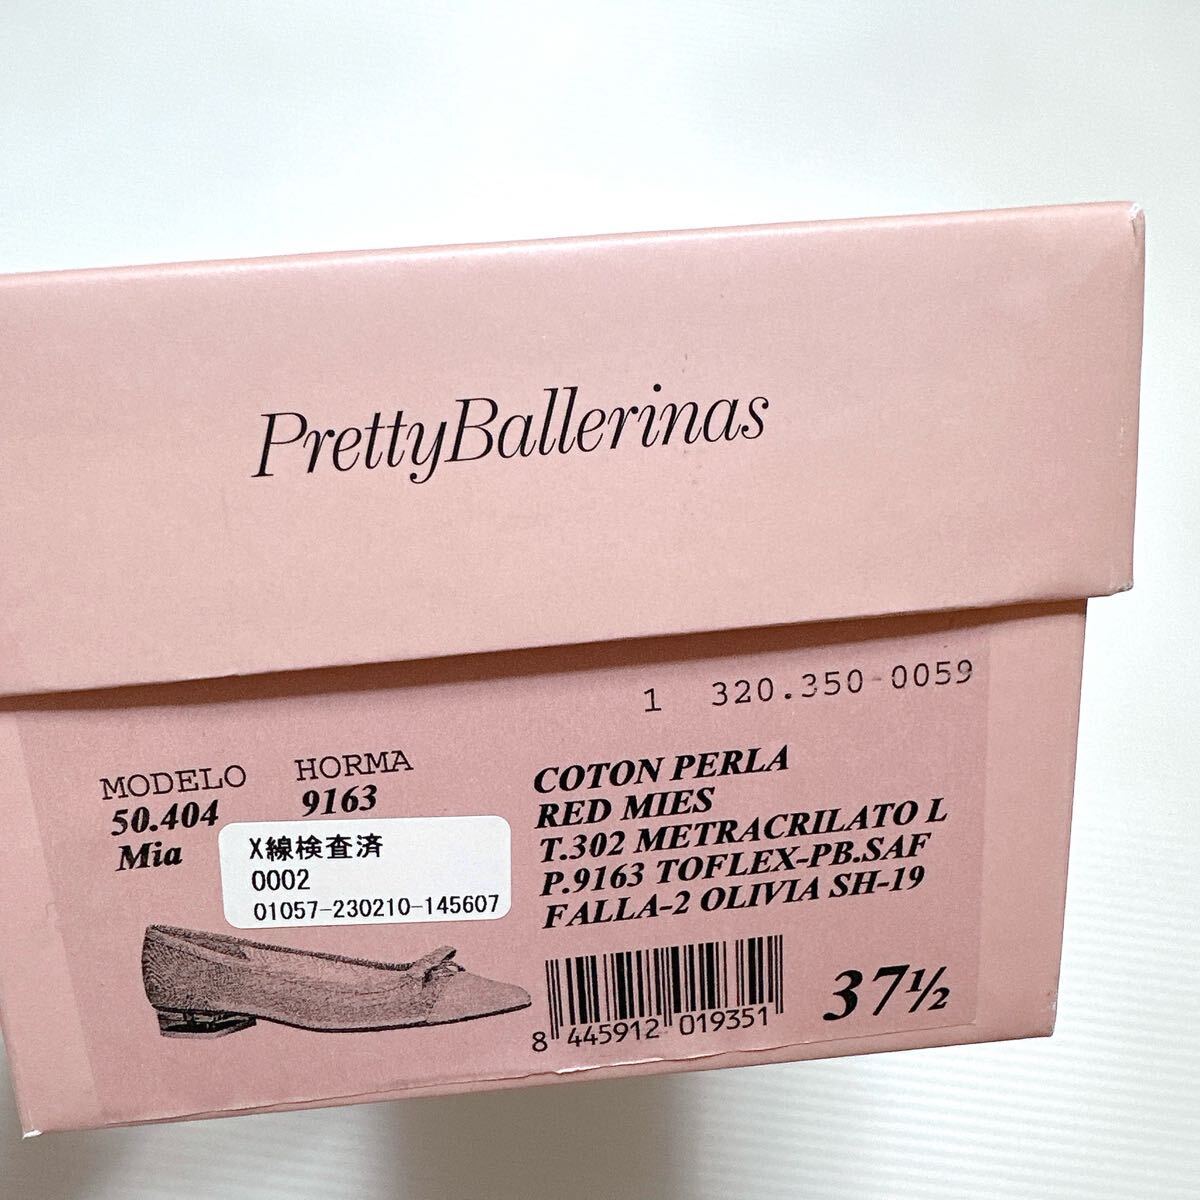 PrettyBallerinas
1 320.350-0059
MODELO HORMA
50.404 9163
Mia
X線検査済
0002
01057-230210-145607
COTON PERLA
RED MIES
T.302 METRACRILATO L
P.9163 TOFLEX-PB.SAF
FALLA-2 OLIVIA SH-19
8 445912 019351
37½